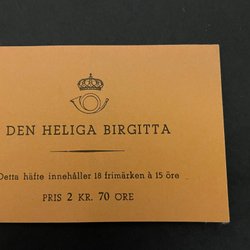 DEN HELIGA BIRGITTA
Detta häfte innehåller 18 frimärken à 15 öre
PRIS 2 KR. 70 ÖRE